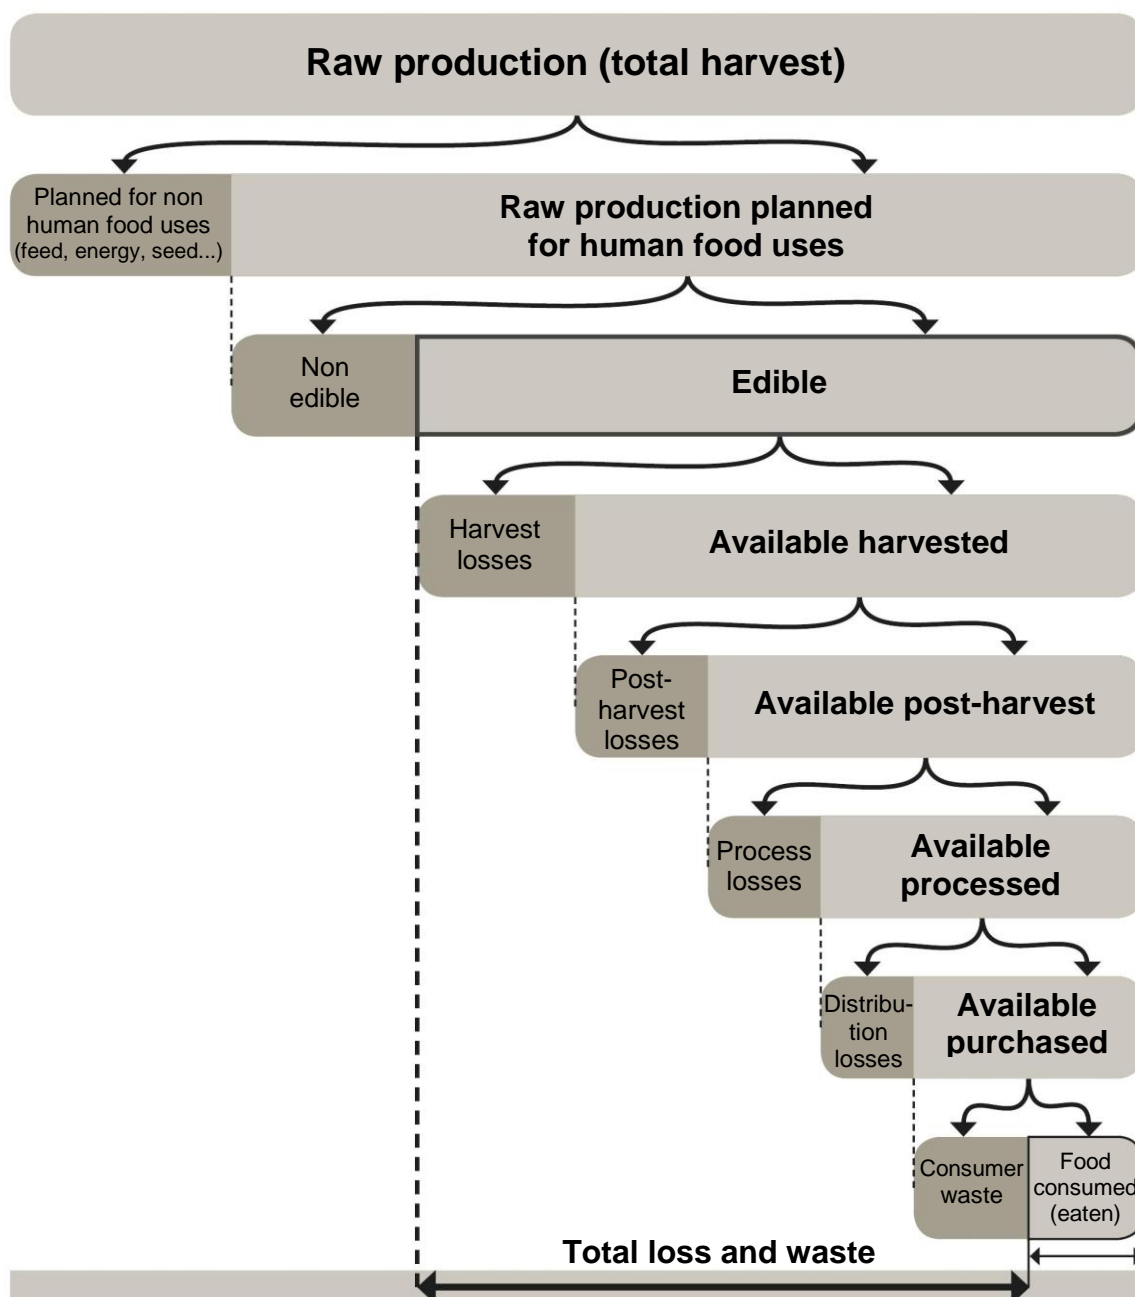 Raw production (total harvest)
Planned for non
human food uses
(feed, energy, seed...)
Raw production planned
for human food uses
Non
edible
Edible
Harvest
losses
Available harvested
Post-
harvest
losses
Available post-harvest
Process
losses
Available
processed
Distribu-
tion
losses
Available
purchased
Consumer
waste
Food
consumed
(eaten)
Total loss and waste